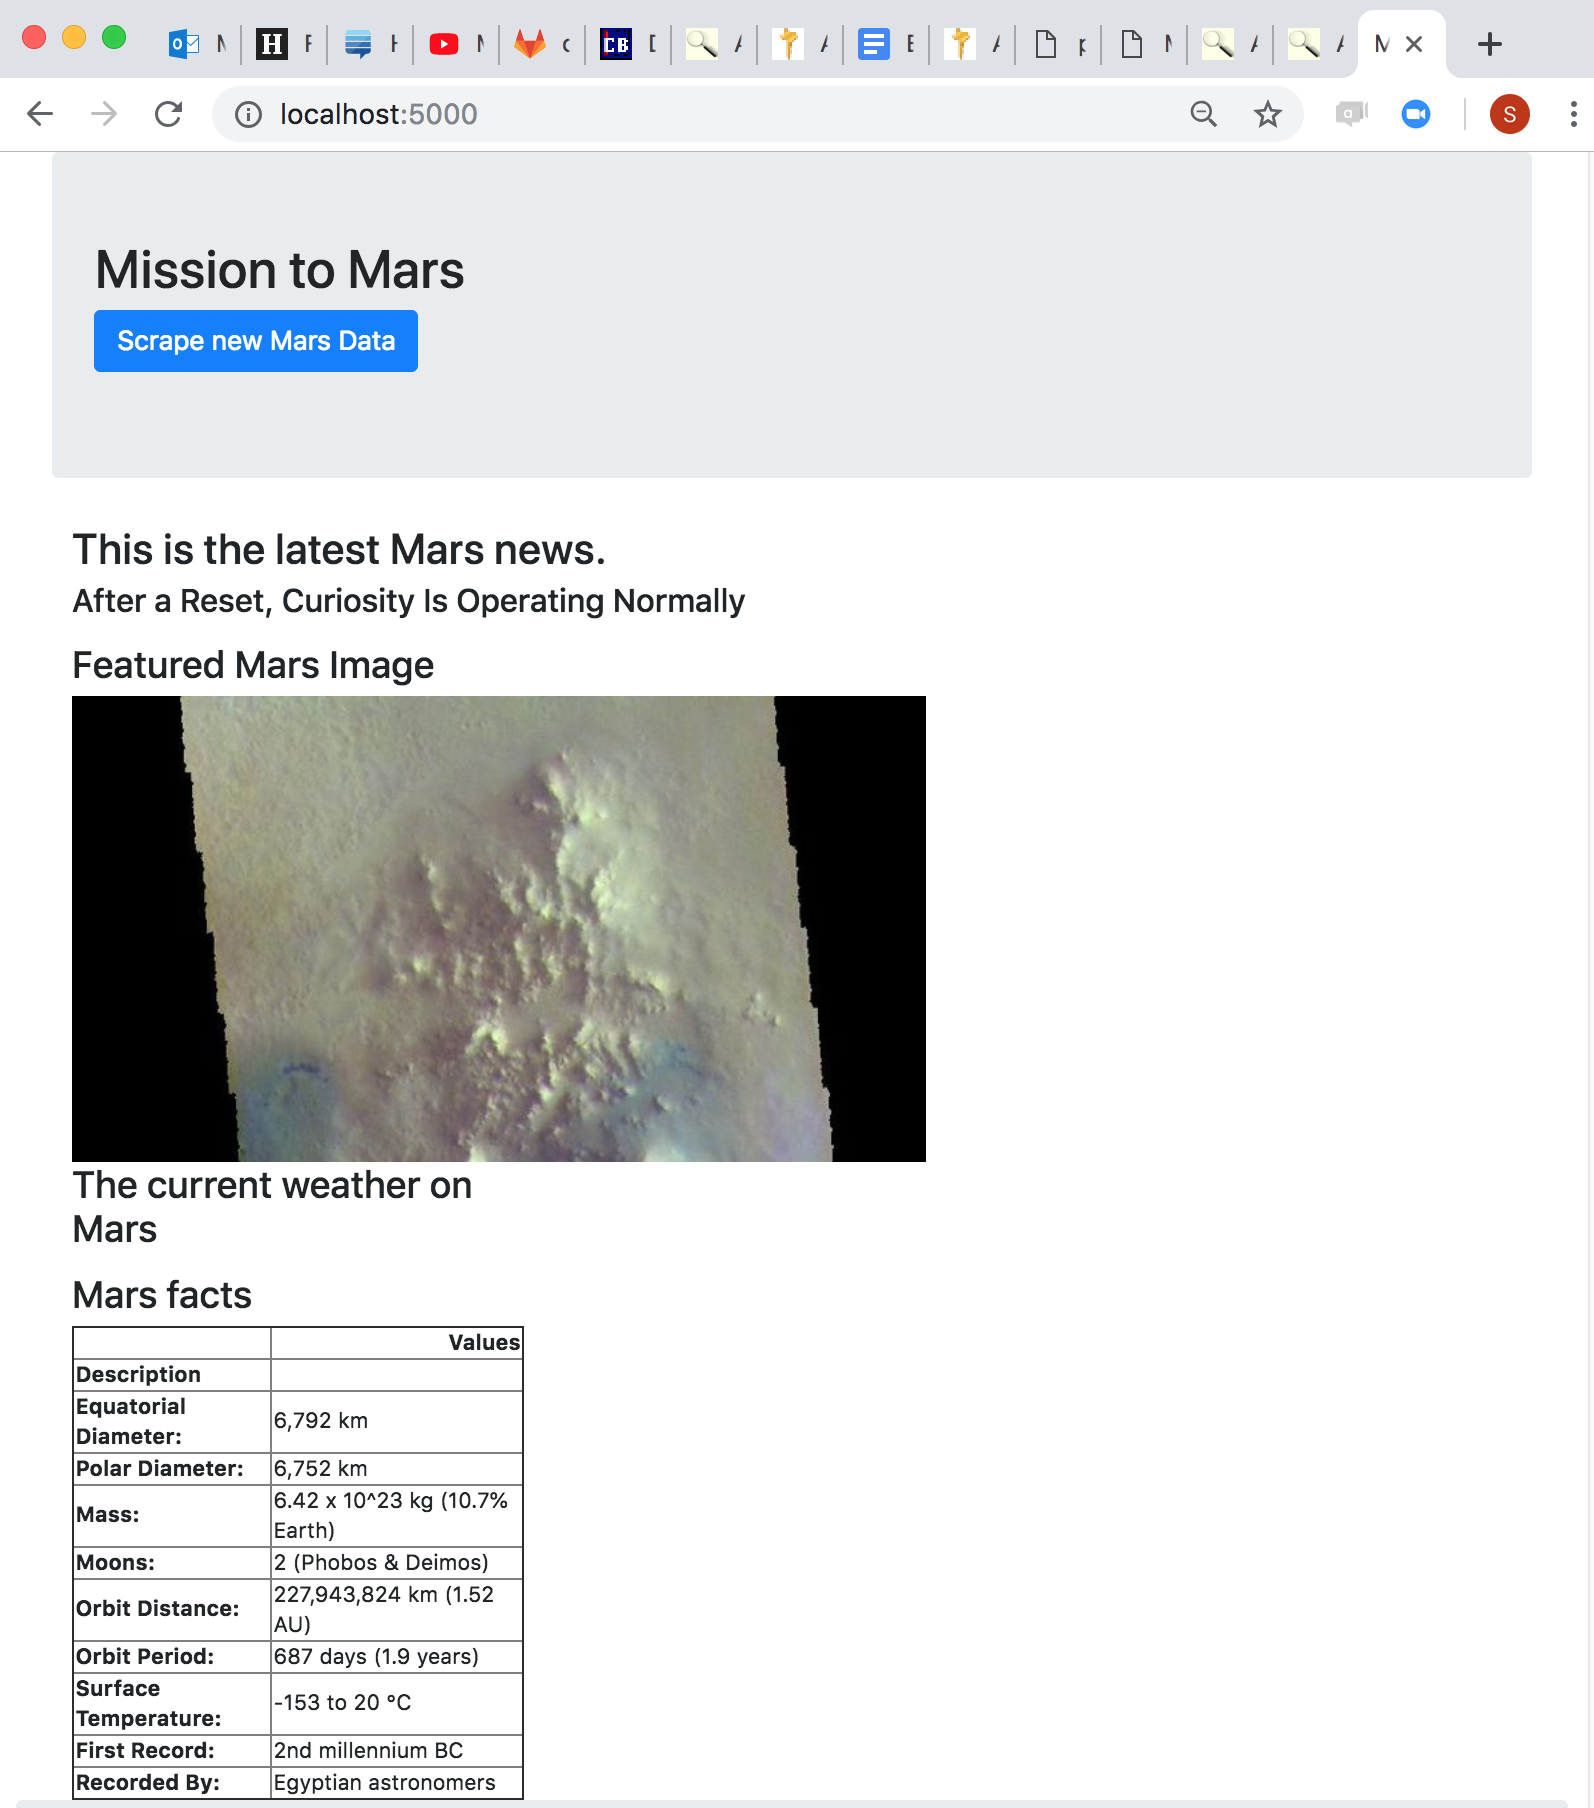 localhost:5000
S
Mission to Mars
Scrape new Mars Data
This is the latest Mars news.
After a Reset, Curiosity Is Operating Normally
Featured Mars Image
The current weather on
Mars
Mars facts
Values
Description
Equatorial
Diameter:
6,792 km
Polar Diameter:
6,752 km
Mass:
6.42 x 10^23 kg (10.7%
Earth)
Moons:
2 (Phobos & Deimos)
Orbit Distance:
227,943,824 km (1.52
AU)
Orbit Period:
687 days (1.9 years)
Surface
Temperature:
-153 to 20 °C
First Record:
2nd millennium BC
Recorded By:
Egyptian astronomers